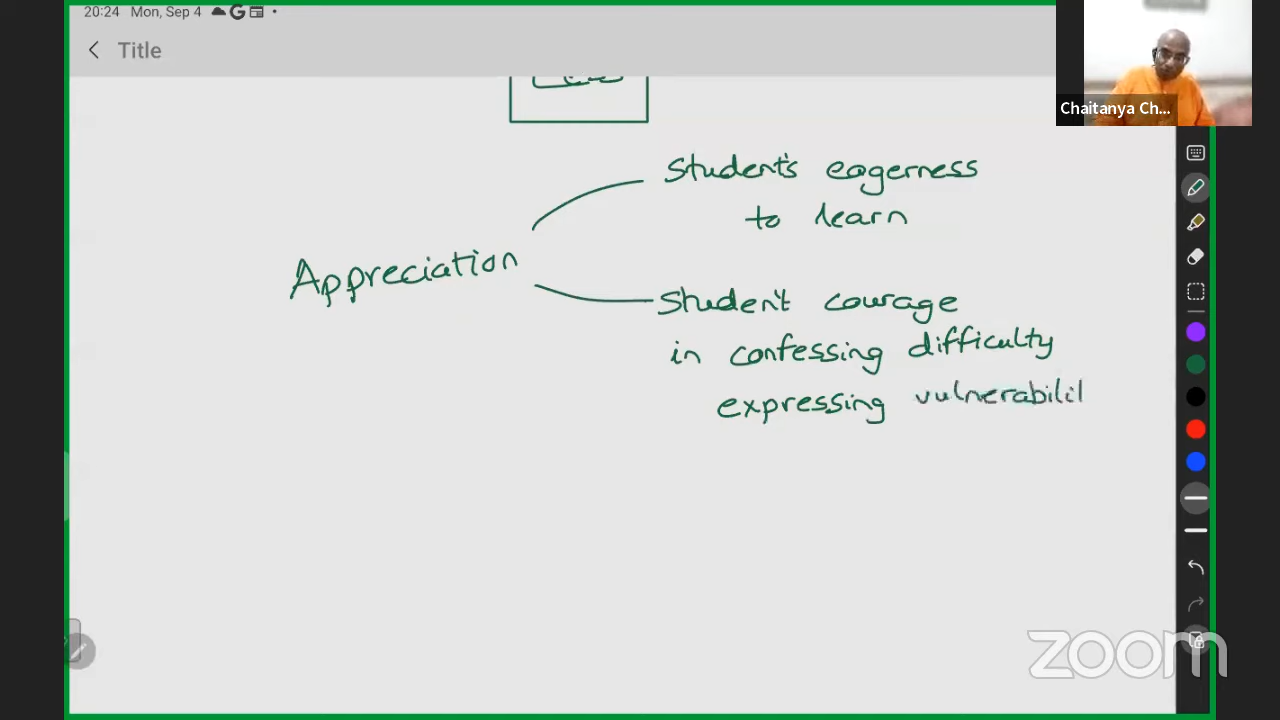 20:24 Mon, Sep 4
Title
Chaitanya Ch...
Student's eagerness
to learn
Appreciation
Student courage
in confessing difficulty
expressing vulnerabilil
zoom